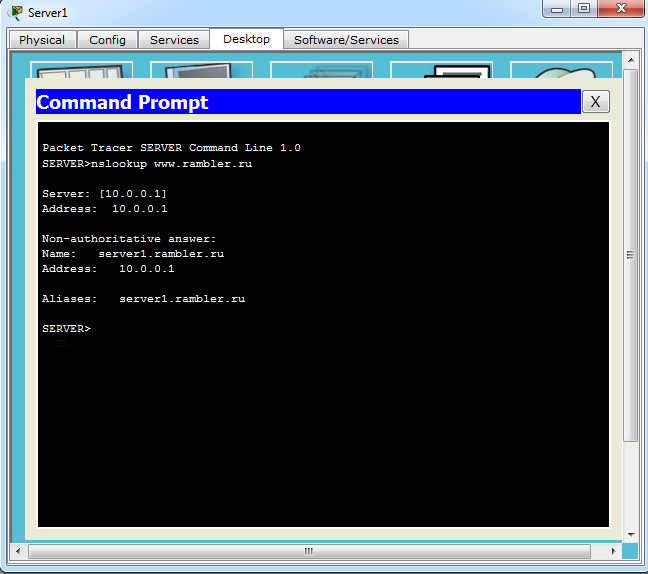 Server1
Physical Config Services Desktop Software/Services
Command Prompt X
Packet Tracer SERVER Command Line 1.0
SERVER>nslookup www.rambler.ru
Server: [10.0.0.1]
Address:  10.0.0.1
Non-authoritative answer:
Name:   server1.rambler.ru
Address:   10.0.0.1
Aliases:   server1.rambler.ru
SERVER>